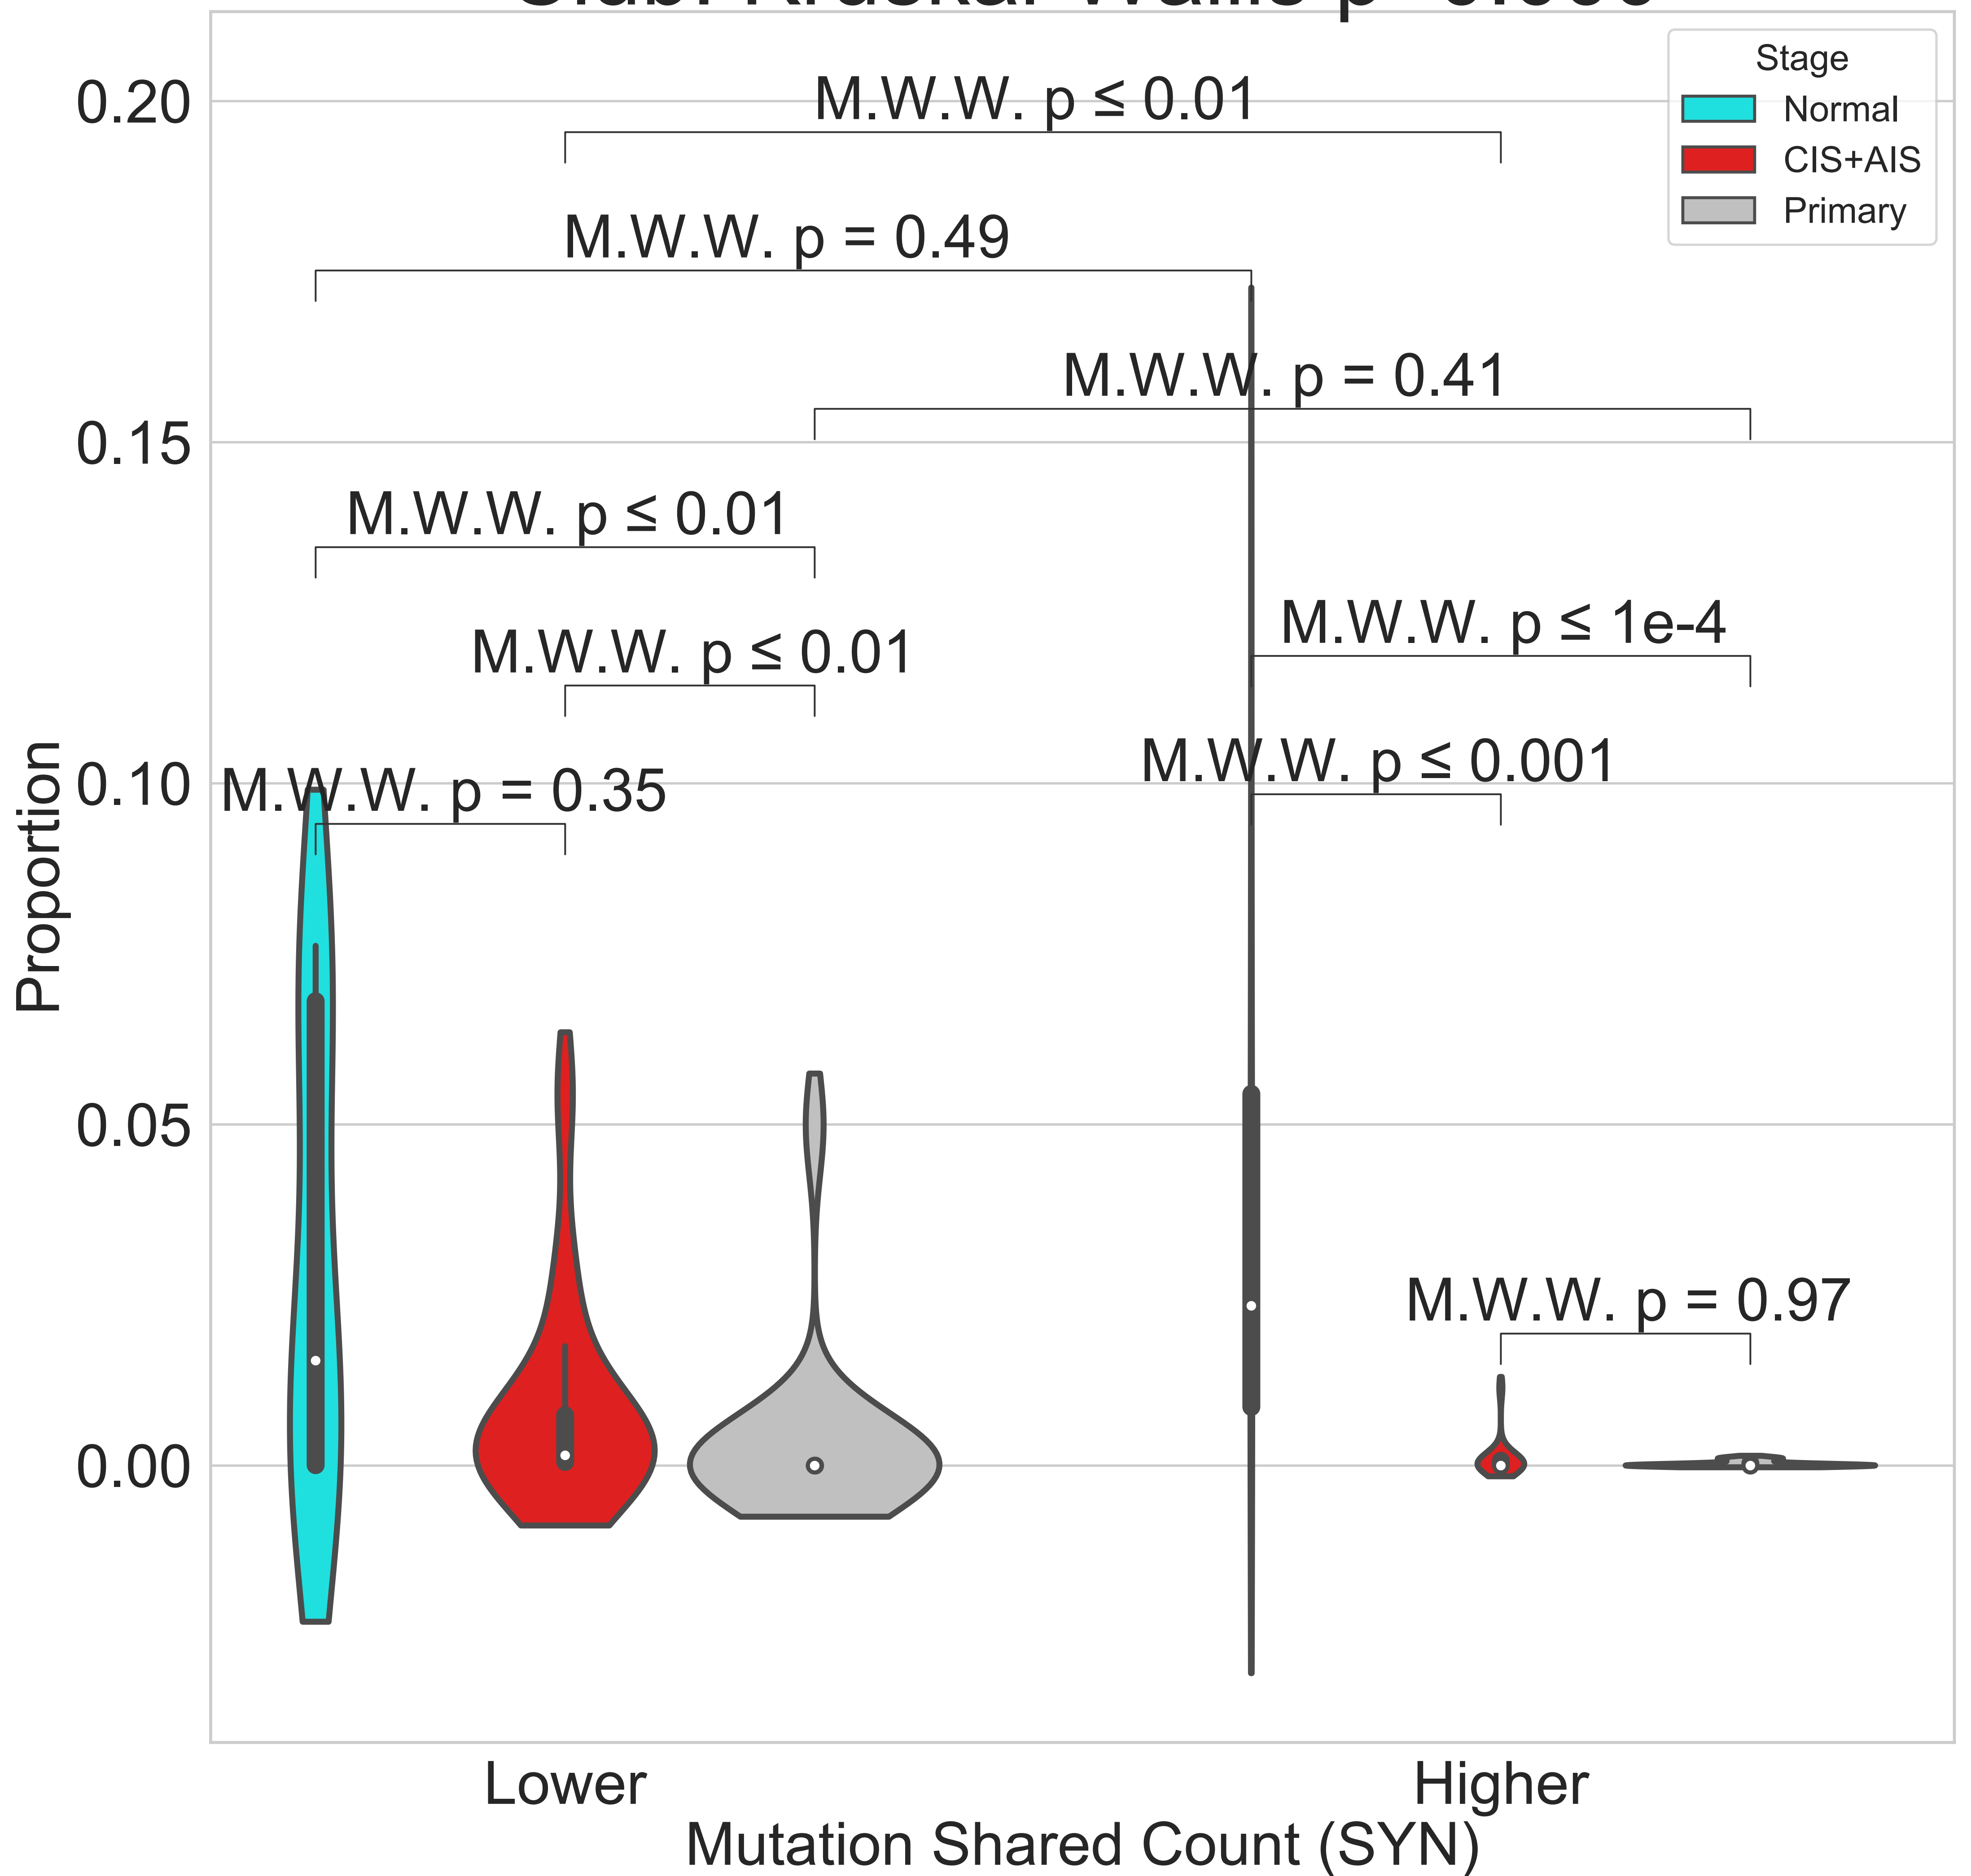 Stage
Normal
CIS+AIS
Primary
0.20
0.15
0.10
0.05
0.00
Proportion
M.W.W. p ≤ 0.01
M.W.W. p = 0.49
M.W.W. p = 0.41
M.W.W. p ≤ 0.01
M.W.W. p ≤ 1e-4
M.W.W. p ≤ 0.01
M.W.W. p ≤ 0.001
M.W.W. p = 0.35
M.W.W. p = 0.97
Lower
Higher
Mutation Shared Count (SYN)